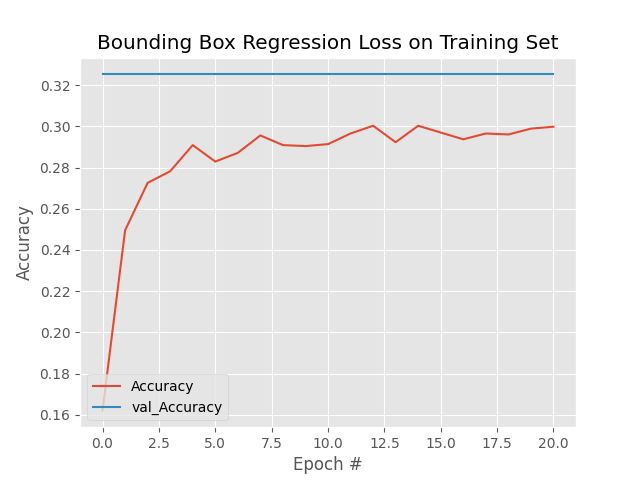 Bounding Box Regression Loss on Training Set
0.32
0.30
0.28
0.26
0.24
0.22
0.20
0.18
0.16
Accuracy
Accuracy
val_Accuracy
0.0 2.5 5.0 7.5 10.0 12.5 15.0 17.5 20.0
Epoch #